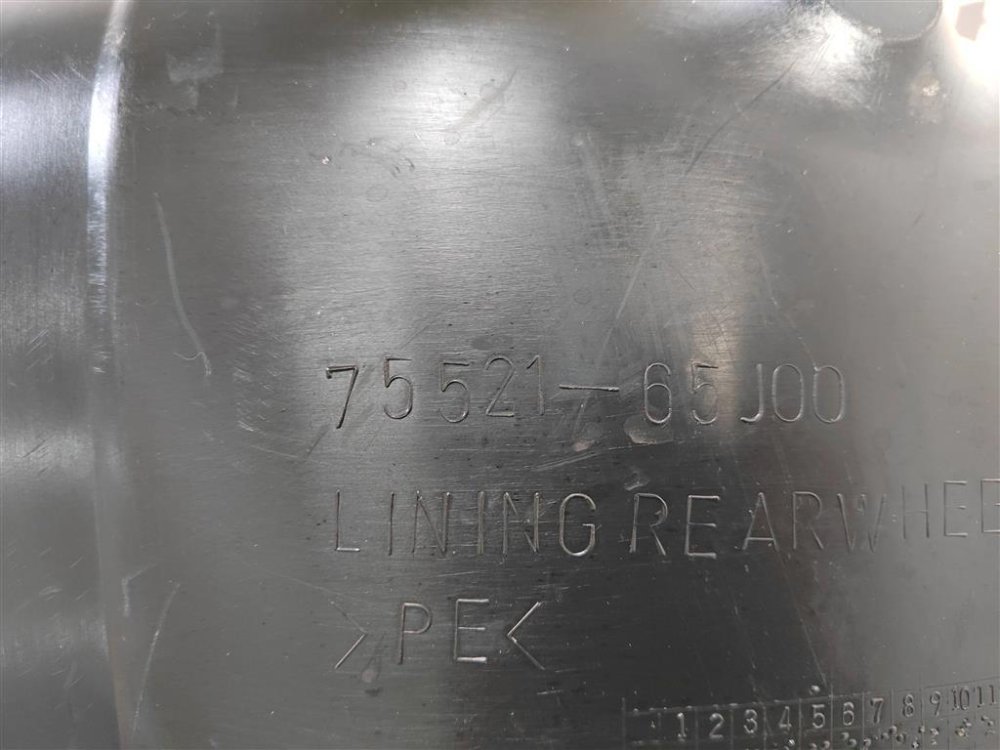 75521-65J00
LINING REAR WHEE
>PE<
1 2 3 4 5 6 7 8 9 10 11